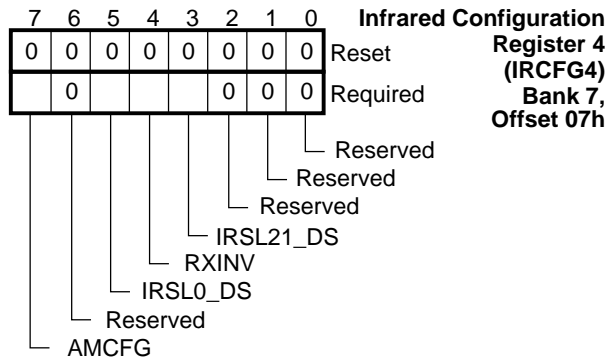 7 6 5 4 3 2 1 0
Infrared Configuration
Register 4
(IRCFG4)
Bank 7,
Offset 07h
0 0 0 0 0 0 0 0 Reset
0 0 0 0 Required
Reserved
Reserved
Reserved
IRSL21_DS
RXINV
IRSL0_DS
Reserved
AMCFG